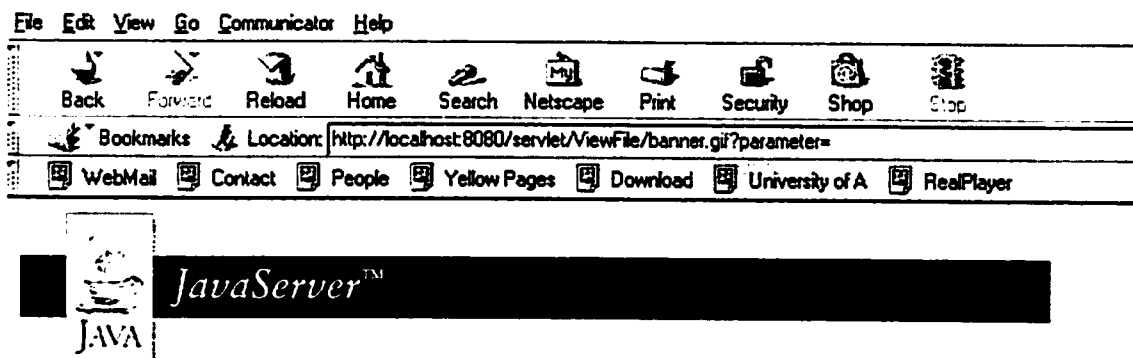 File Edit View Go Communicator Help
My
Back Forward Reload Home Search Netscape Print Security Shop Stop
Bookmarks Location: http://localhost:8080/servlet/ViewFile/banner.gif?parameter=
WebMail Contact People Yellow Pages Download University of A RealPlayer
JavaServer™
JAVA